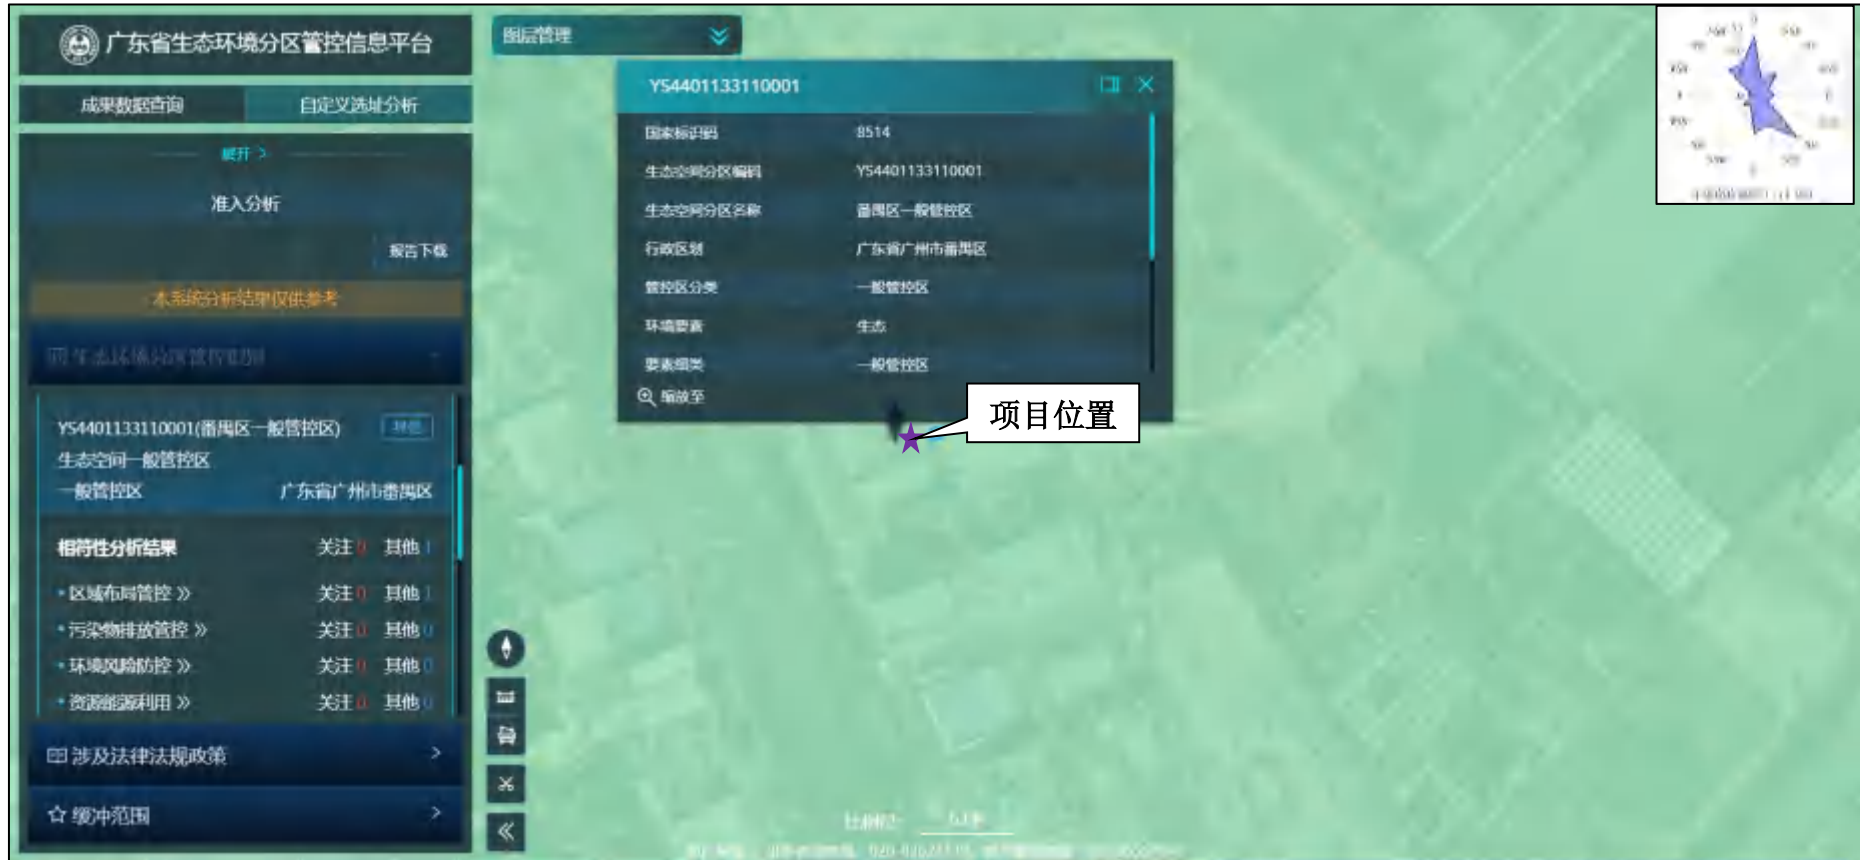 广东省生态环境分区管控信息平台
成果数据查询 自定义选址分析
展开 >
准入分析
报告下载
本系统分析结果仅供参考
YS4401133110001(番禺区一般管控区)
生态空间一般管控区
一般管控区 广东省广州市番禺区
相符性分析结果 关注 0 其他 1
区域布局管控 >> 关注 0 其他 1
污染物排放管控 >> 关注 0 其他 0
环境风险防控 >> 关注 0 其他 0
资源能源利用 >> 关注 0 其他 0
涉及法律法规政策 >
缓冲范围 >
图层管理
YS4401133110001
国家标识码 8514
生态空间分区编码 YS4401133110001
生态空间分区名称 番禺区一般管控区
行政区划 广东省广州市番禺区
管控区分类 一般管控区
环境要素 生态
要素细类 一般管控区
缩放至
项目位置